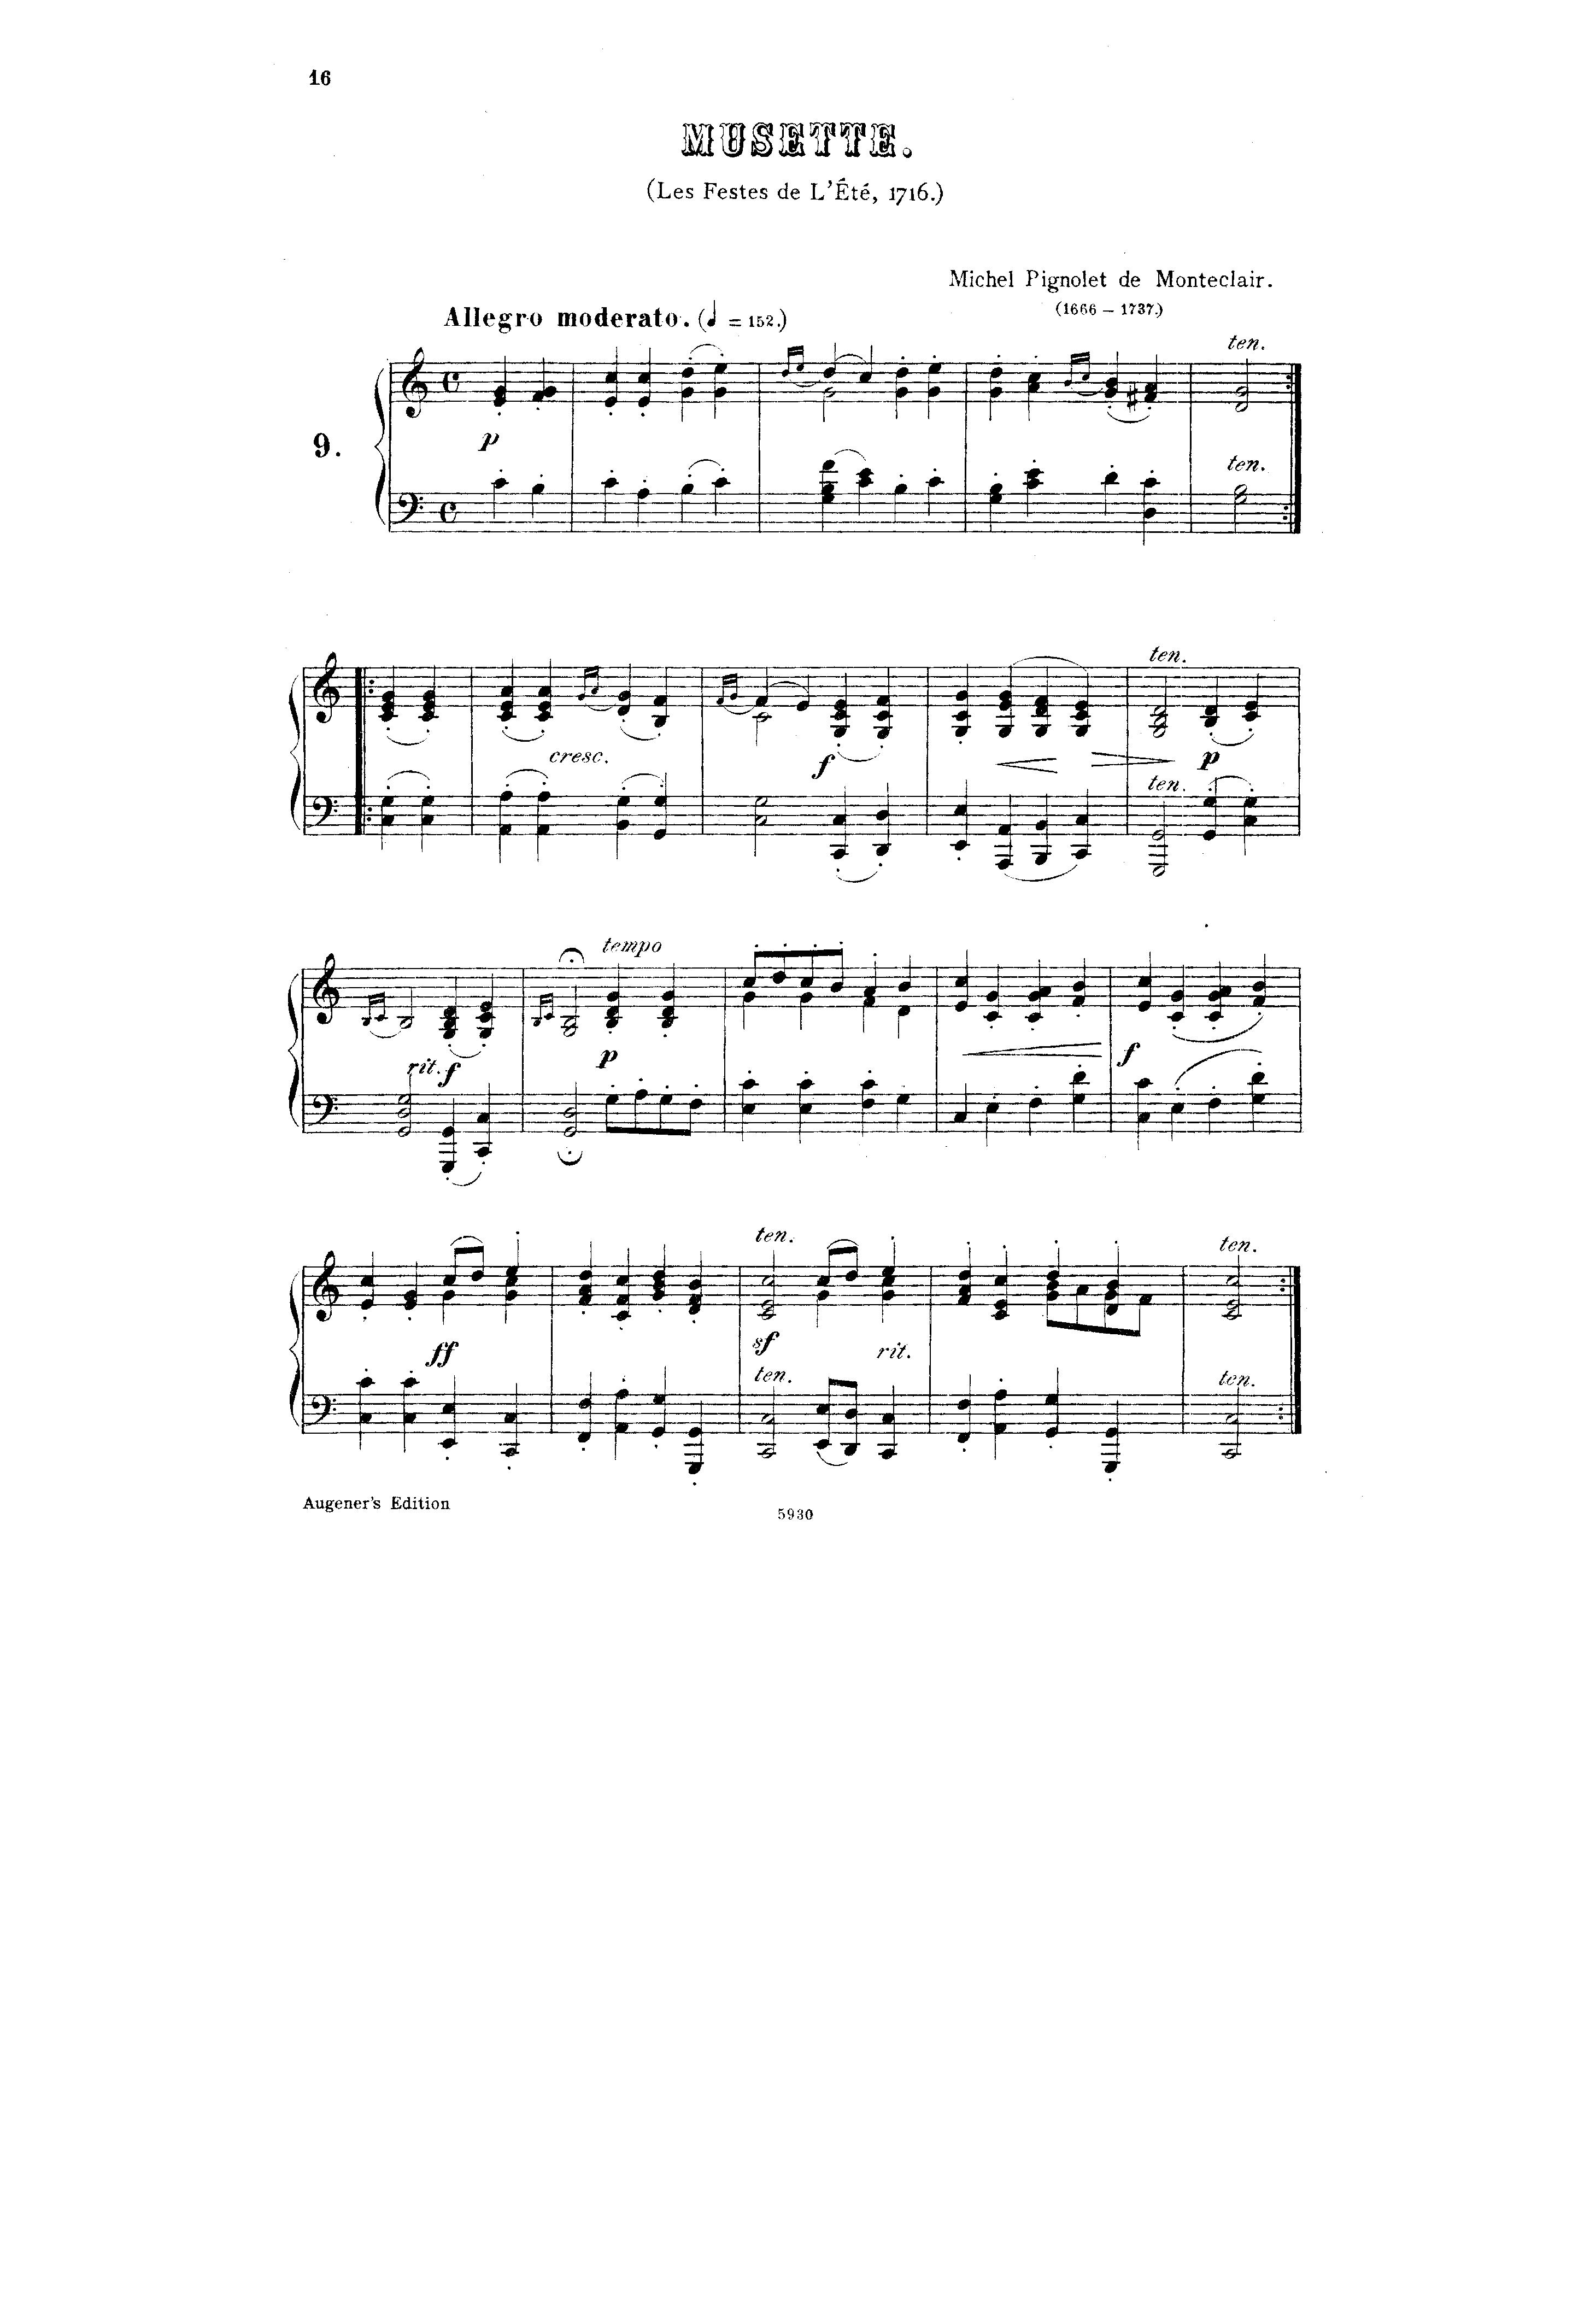 16
MUSETTE.
(Les Festes de L'Été, 1716.)
Michel Pignolet de Monteclair.
(1666 – 1737.)
Allegro moderato. (♩ = 152.)
ten.
9.
p
ten.
ten.
cresc.
f
p
ten.
tempo
rit. f
p
f
ten.
ten.
ff
sf
rit.
ten.
ten.
Augener's Edition
5930